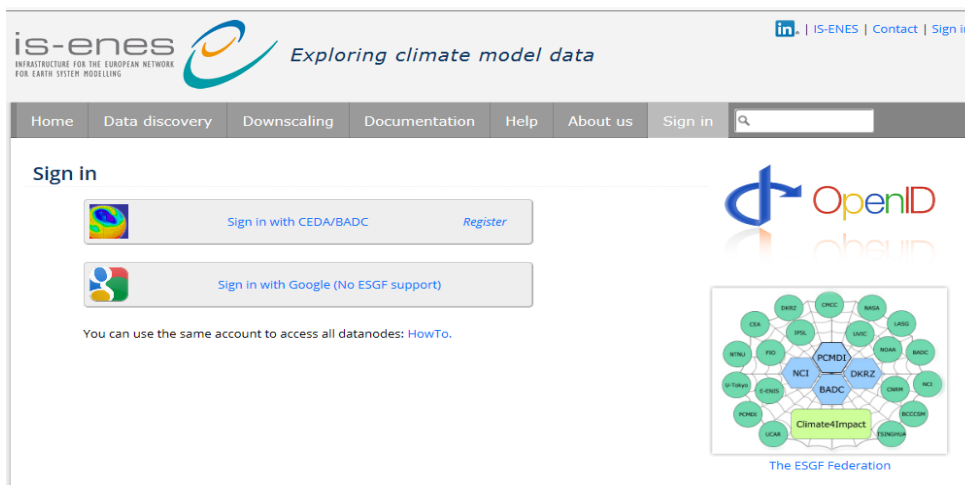 is-enes
INFRASTRUCTURE FOR THE EUROPEAN NETWORK
FOR EARTH SYSTEM MODELLING
Exploring climate model data
in. | IS-ENES | Contact | Sign in
Home Data discovery Downscaling Documentation Help About us Sign in
Sign in
Sign in with CEDA/BADC Register
Sign in with Google (No ESGF support)
You can use the same account to access all datanodes: HowTo.
OpenID
DKRZ CMCC NASA
CEA IPSL UVIC LASG
NTNU FIO PCMDI NOAA BADC
NCI DKRZ
U-Tokyo E-ENES BADC CNRM NCI
PCMDI Climate4Impact BCCCSM
UCAR TSINGHUA
The ESGF Federation